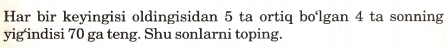 Har bir keyingisi oldingisidan 5 ta ortiq bo‘lgan 4 ta sonning
yig‘indisi 70 ga teng. Shu sonlarni toping.